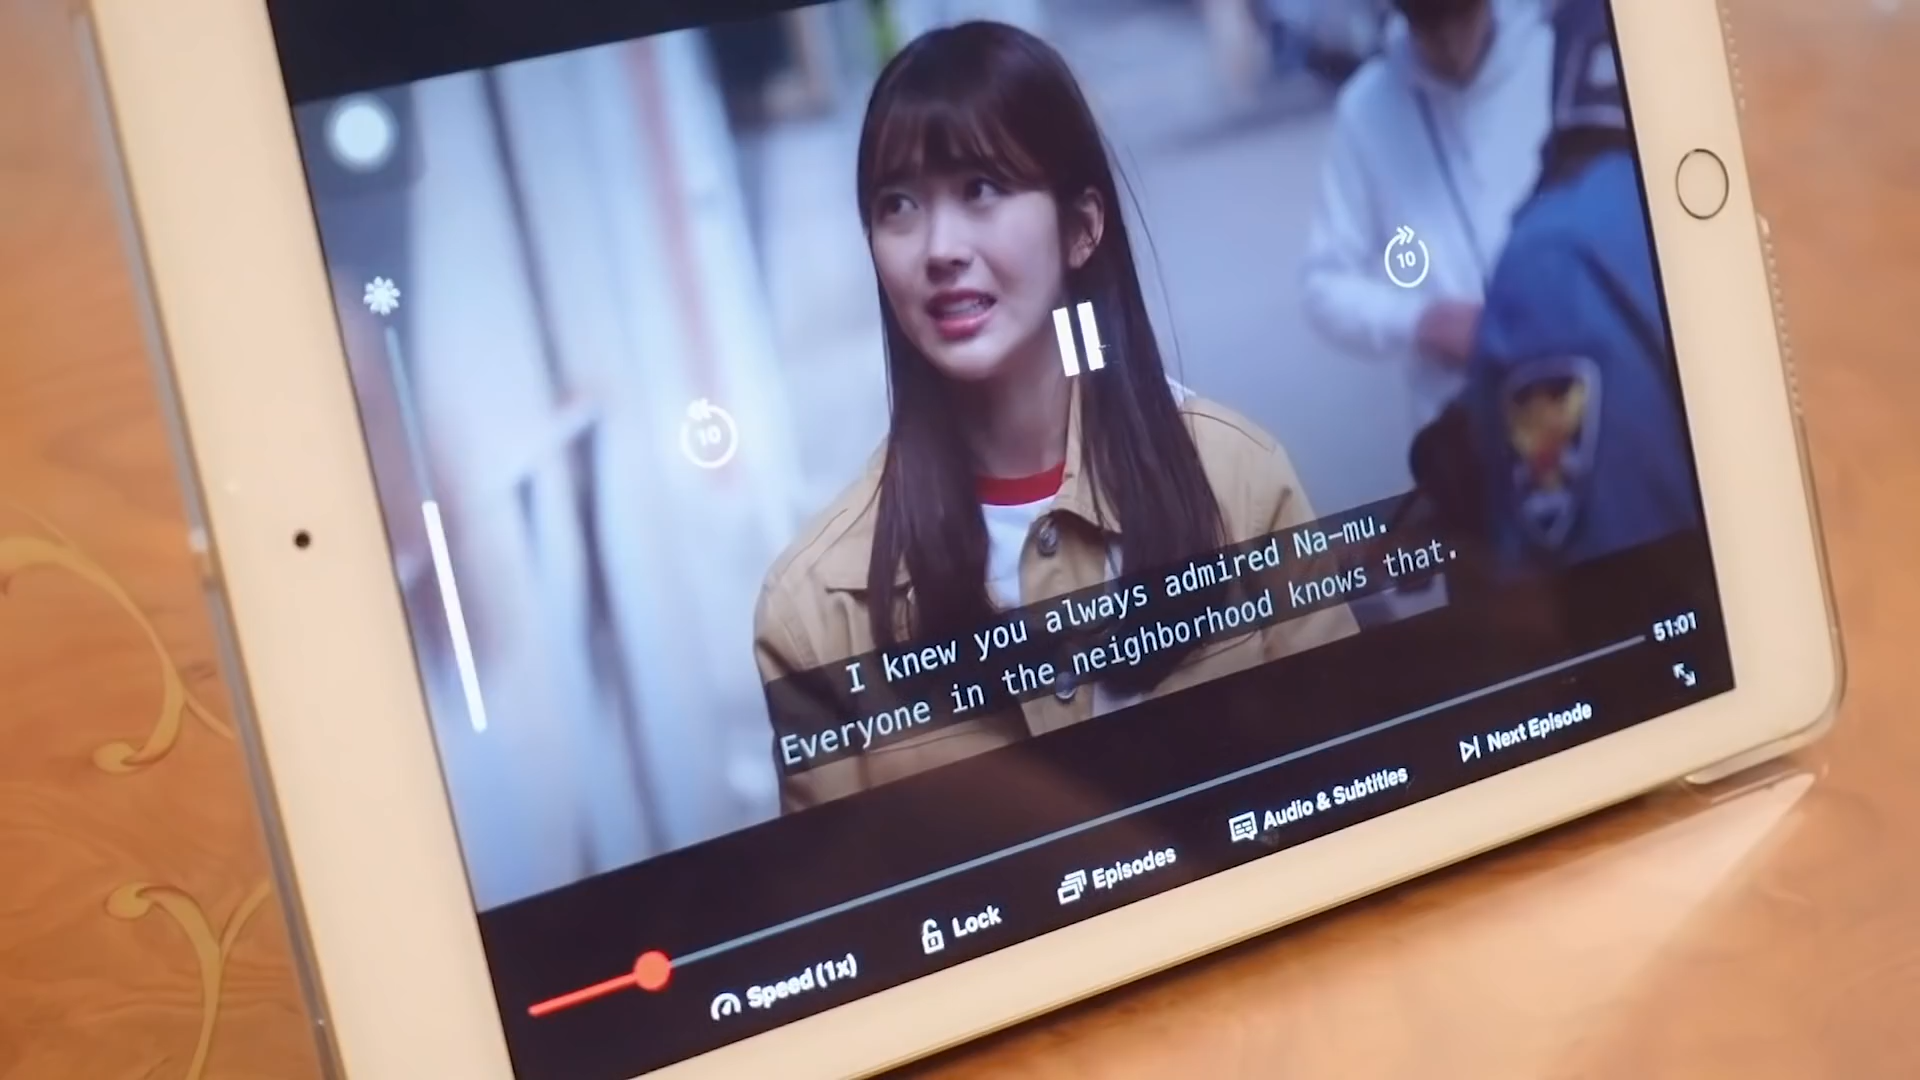 10
10
I knew you always admired Na-mu.
Everyone in the neighborhood knows that.
51:01
Speed (1x)
Lock
Episodes
Audio & Subtitles
Next Episode